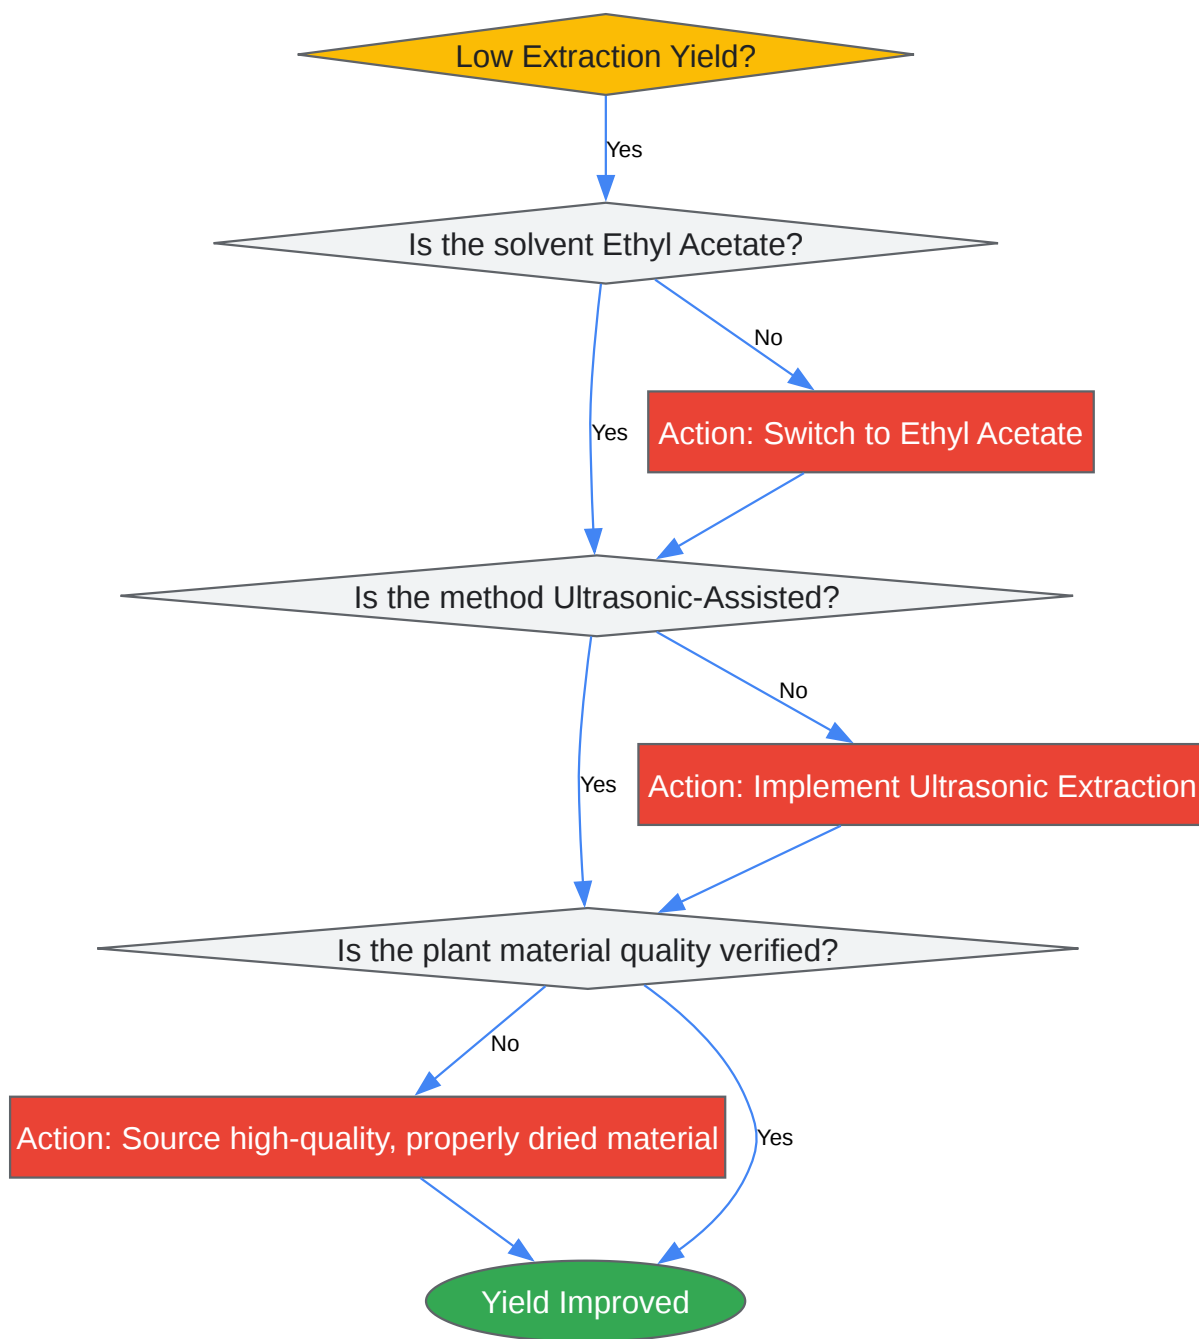 Low Extraction Yield?
Yes
Is the solvent Ethyl Acetate?
No
Yes
Action: Switch to Ethyl Acetate
Is the method Ultrasonic-Assisted?
No
Yes
Action: Implement Ultrasonic Extraction
Is the plant material quality verified?
No
Action: Source high-quality, properly dried material
Yes
Yield Improved